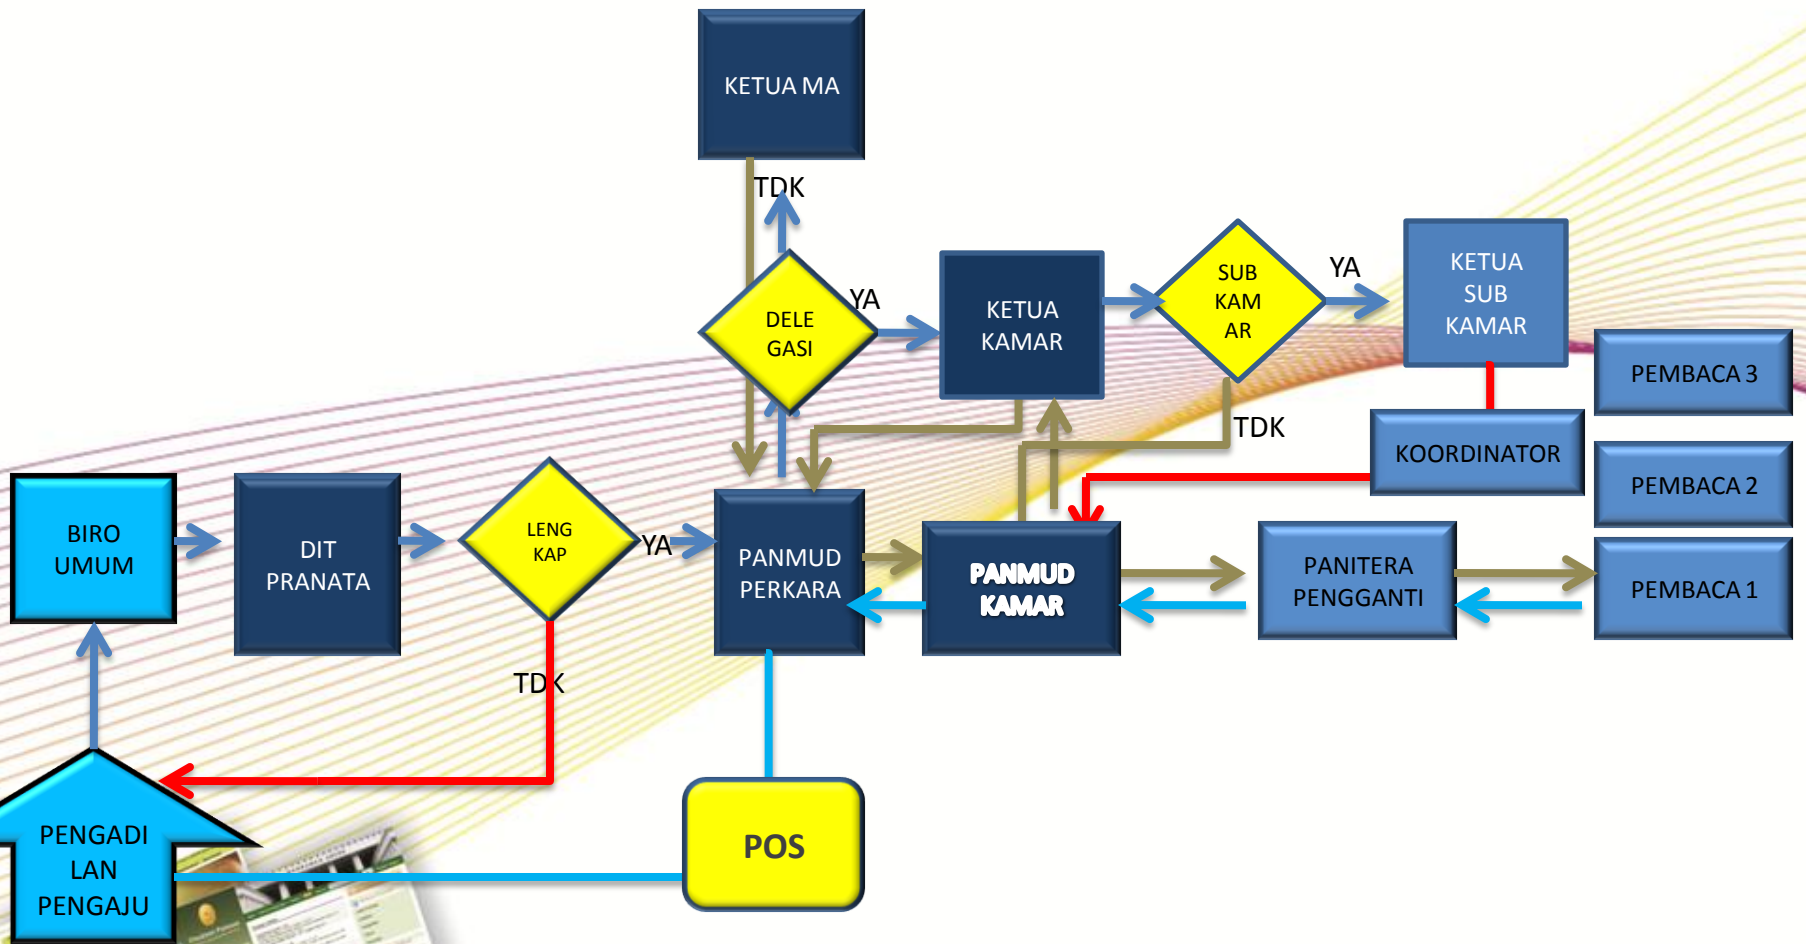 KETUA MA
TDK
DELE
GASI
YA
KETUA
KAMAR
SUB
KAM
AR
YA
KETUA
SUB
KAMAR
TDK
PEMBACA 3
KOORDINATOR
PEMBACA 2
BIRO
UMUM
DIT
PRANATA
LENG
KAP
YA
PANMUD
PERKARA
PANMUD
KAMAR
PANITERA
PENGGANTI
PEMBACA 1
TDK
PENGADI
LAN
PENGAJU
POS